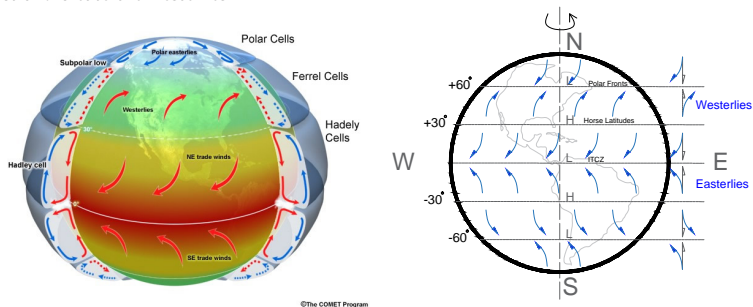 Polar Cells
Polar easterlies
Subpolar low
Ferrel Cells
Westerlies
30°
Hadely
Cells
Hadley cell
NE trade winds
0°
SE trade winds
©The COMET Program
N
+60°
L
Polar Fronts
Westerlies
+30°
H
Horse Latitudes
W
L
ITCZ
E
Easterlies
-30°
H
-60°
L
S